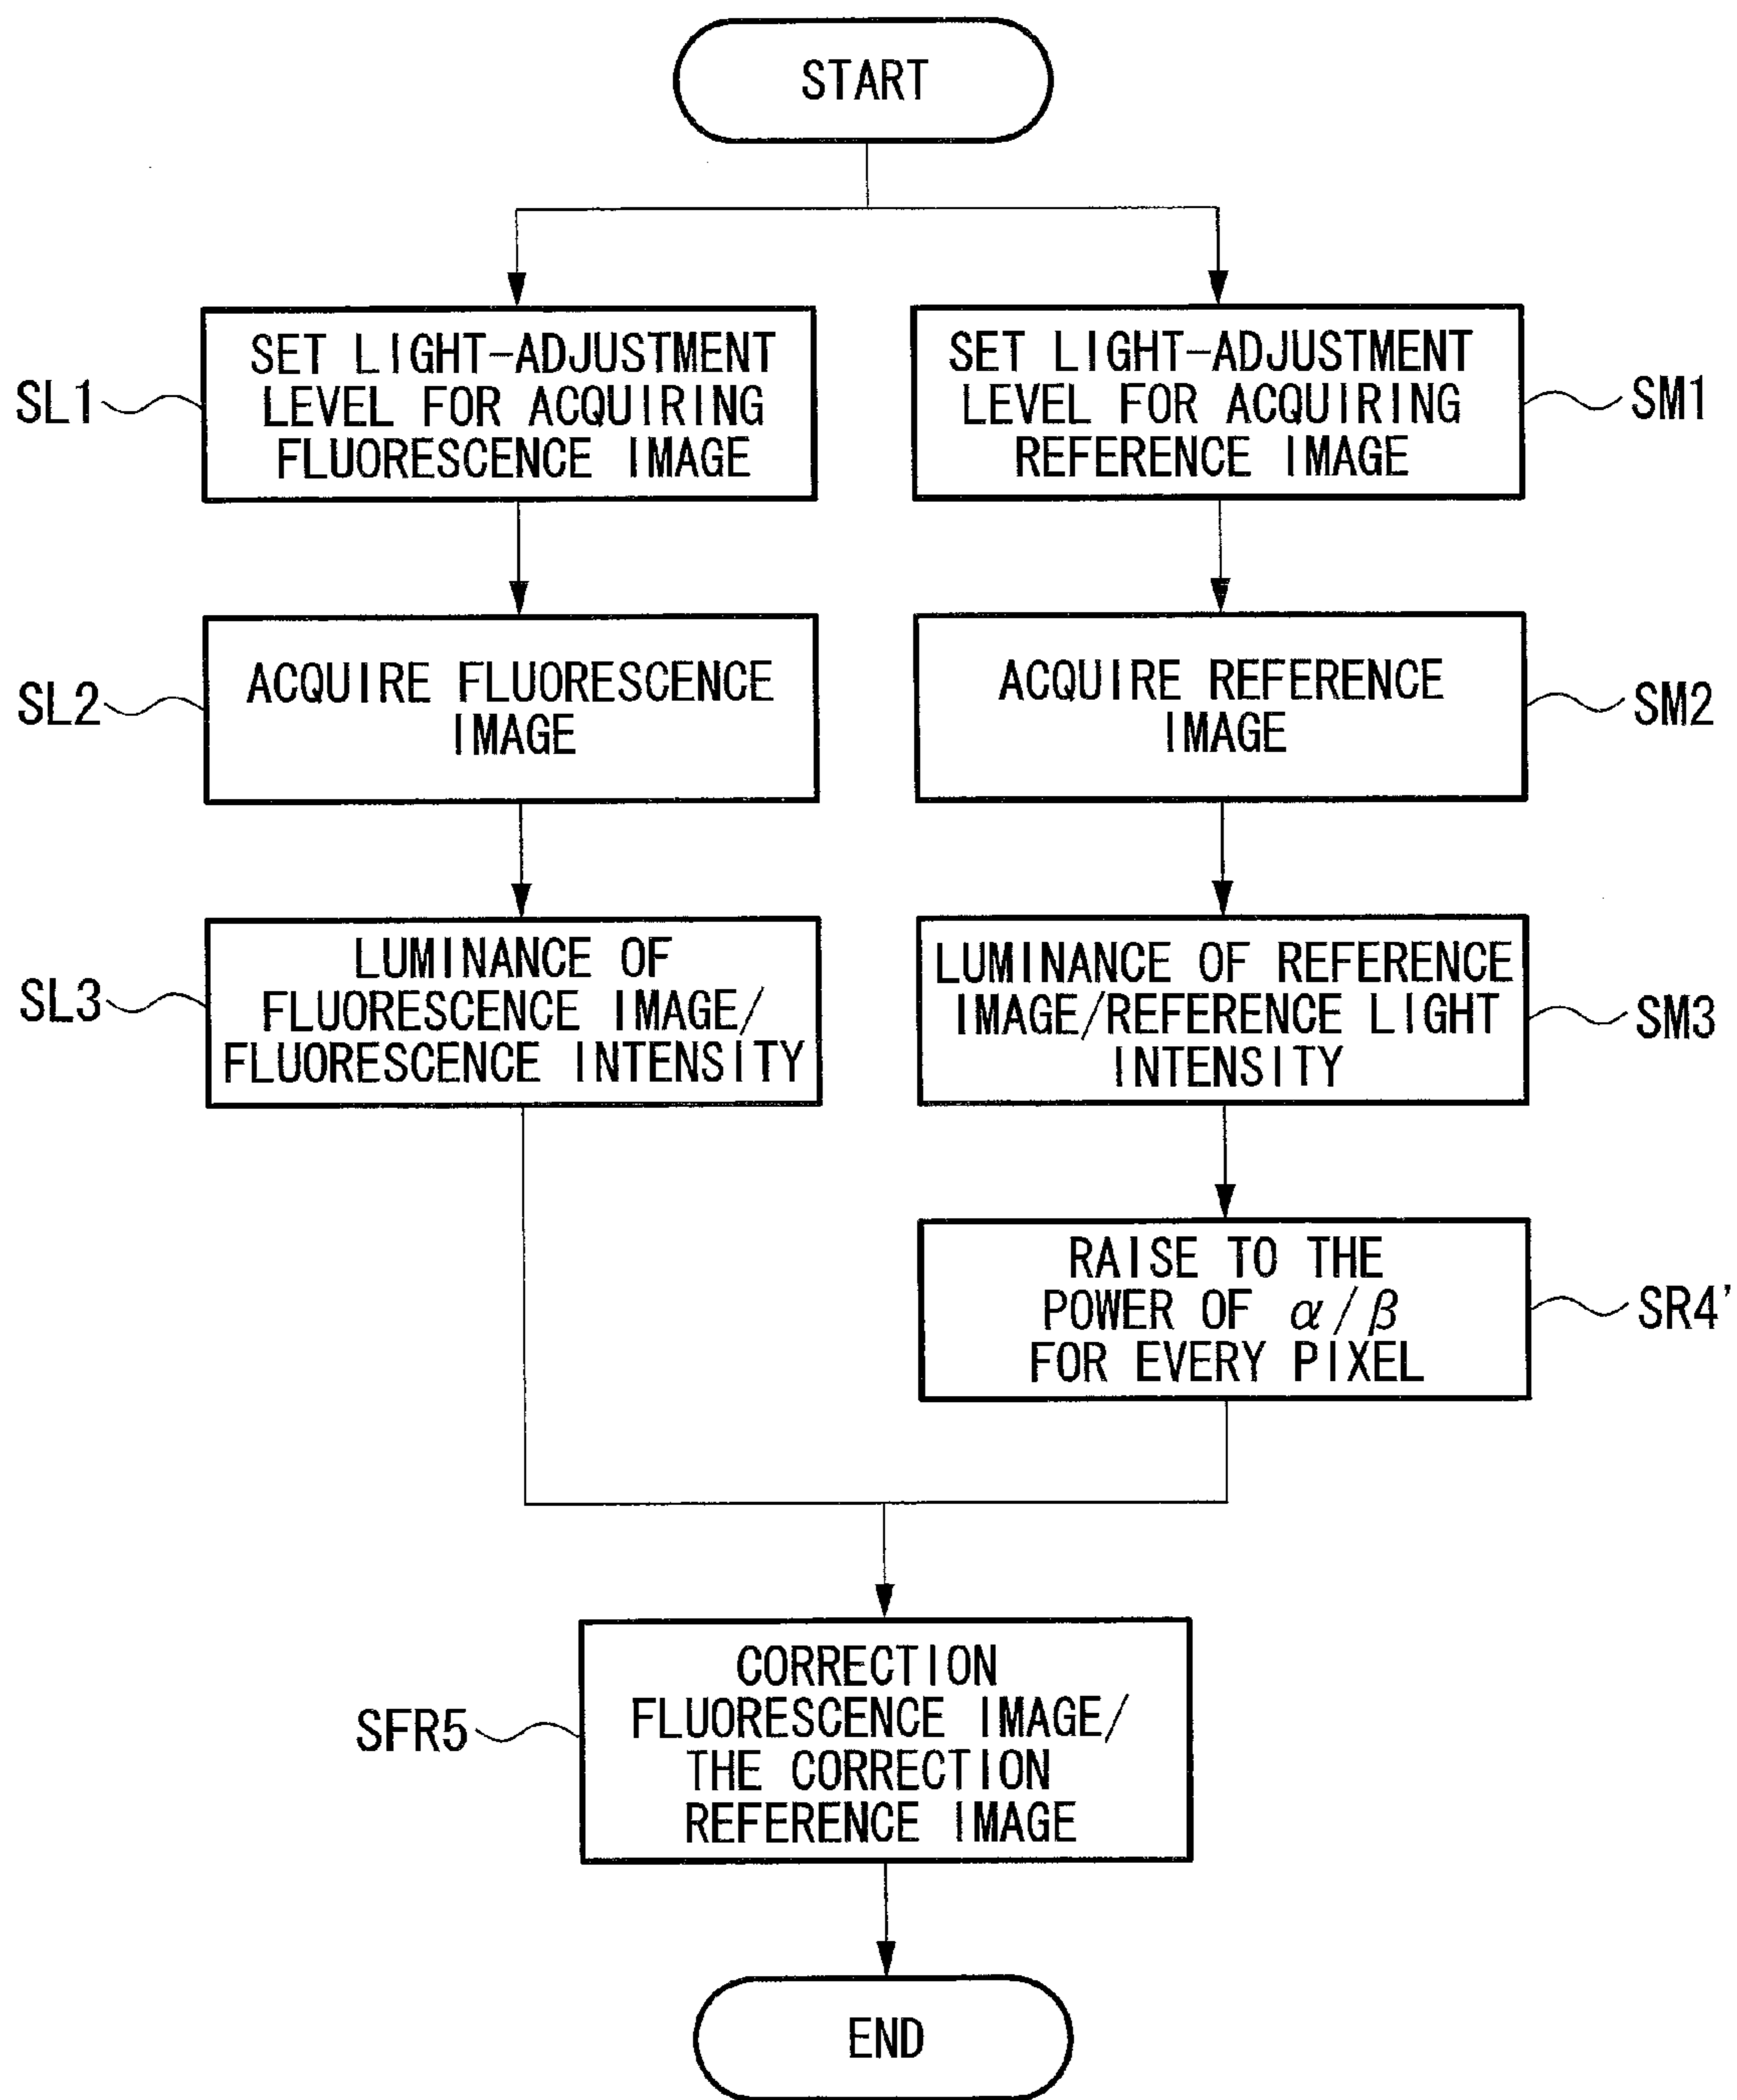 START
SET LIGHT-ADJUSTMENT
LEVEL FOR ACQUIRING
FLUORESCENCE IMAGE
SL1
SET LIGHT-ADJUSTMENT
LEVEL FOR ACQUIRING
REFERENCE IMAGE
SM1
ACQUIRE FLUORESCENCE
IMAGE
SL2
ACQUIRE REFERENCE
IMAGE
SM2
LUMINANCE OF
FLUORESCENCE IMAGE/
FLUORESCENCE INTENSITY
SL3
LUMINANCE OF REFERENCE
IMAGE/REFERENCE LIGHT
INTENSITY
SM3
RAISE TO THE
POWER OF α/β
FOR EVERY PIXEL
SR4'
CORRECTION
FLUORESCENCE IMAGE/
THE CORRECTION
REFERENCE IMAGE
SFR5
END